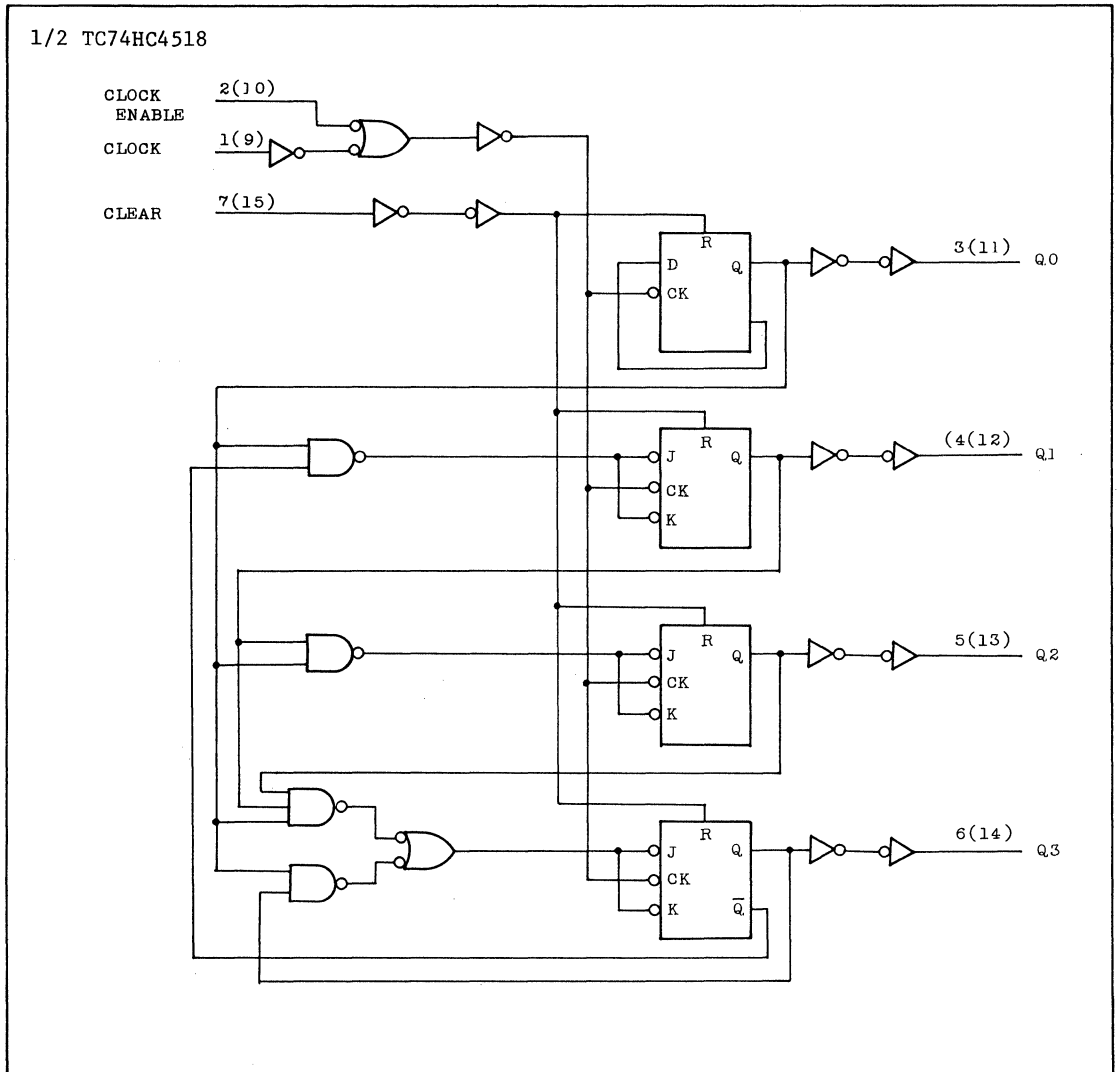 1/2 TC74HC4518
CLOCK ENABLE 2(10)
CLOCK 1(9)
CLEAR 7(15)
R
D Q 3(11) Q0
CK
R
J Q (4(12) Q1
CK
K
R
J Q 5(13) Q2
CK
K
R
J Q 6(14) Q3
CK
K Q̅